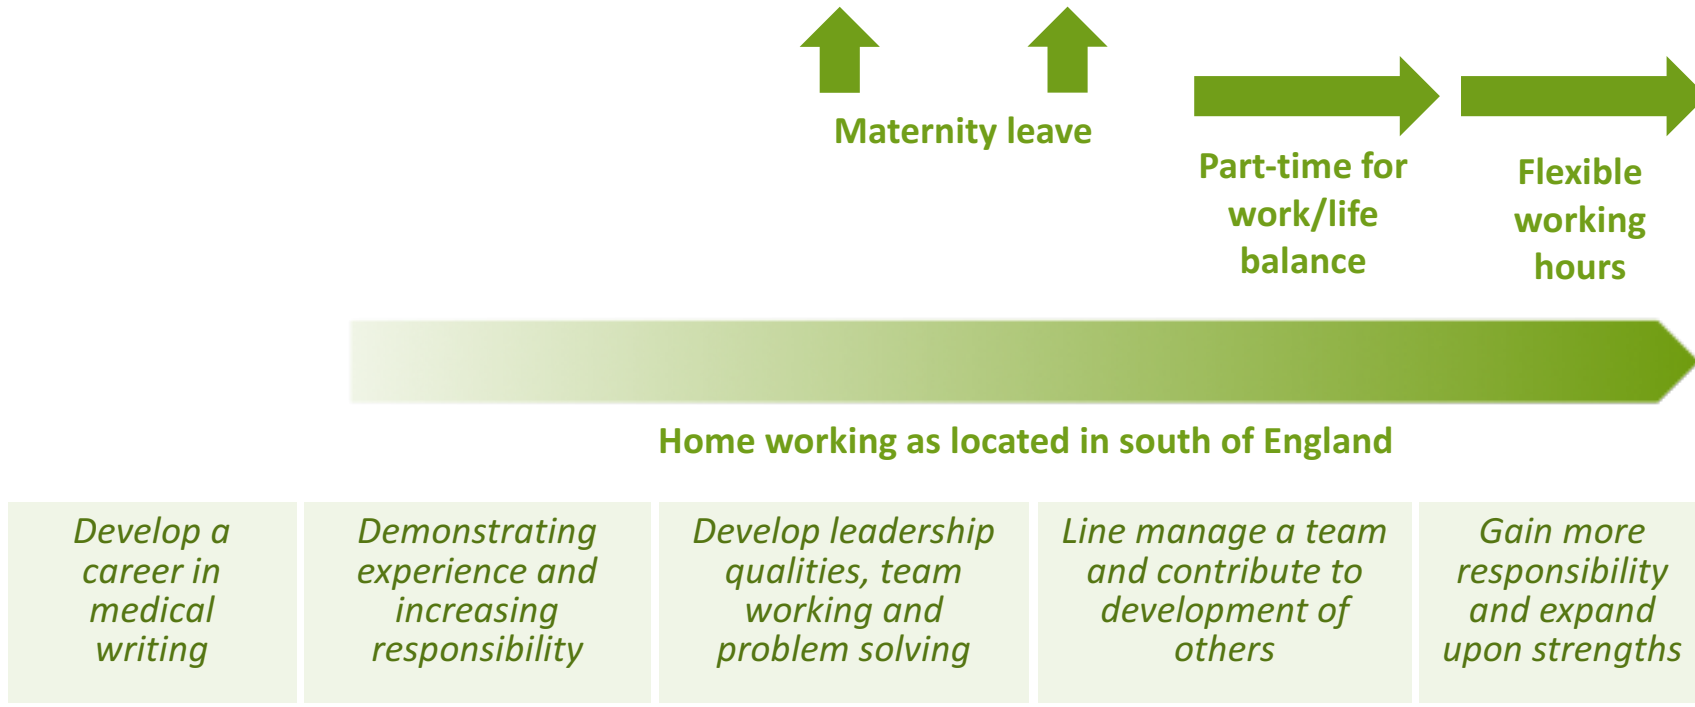 Maternity leave
Part-time for
work/life
balance
Flexible
working
hours
Home working as located in south of England
Develop a
career in
medical
writing
Demonstrating
experience and
increasing
responsibility
Develop leadership
qualities, team
working and
problem solving
Line manage a team
and contribute to
development of
others
Gain more
responsibility
and expand
upon strengths